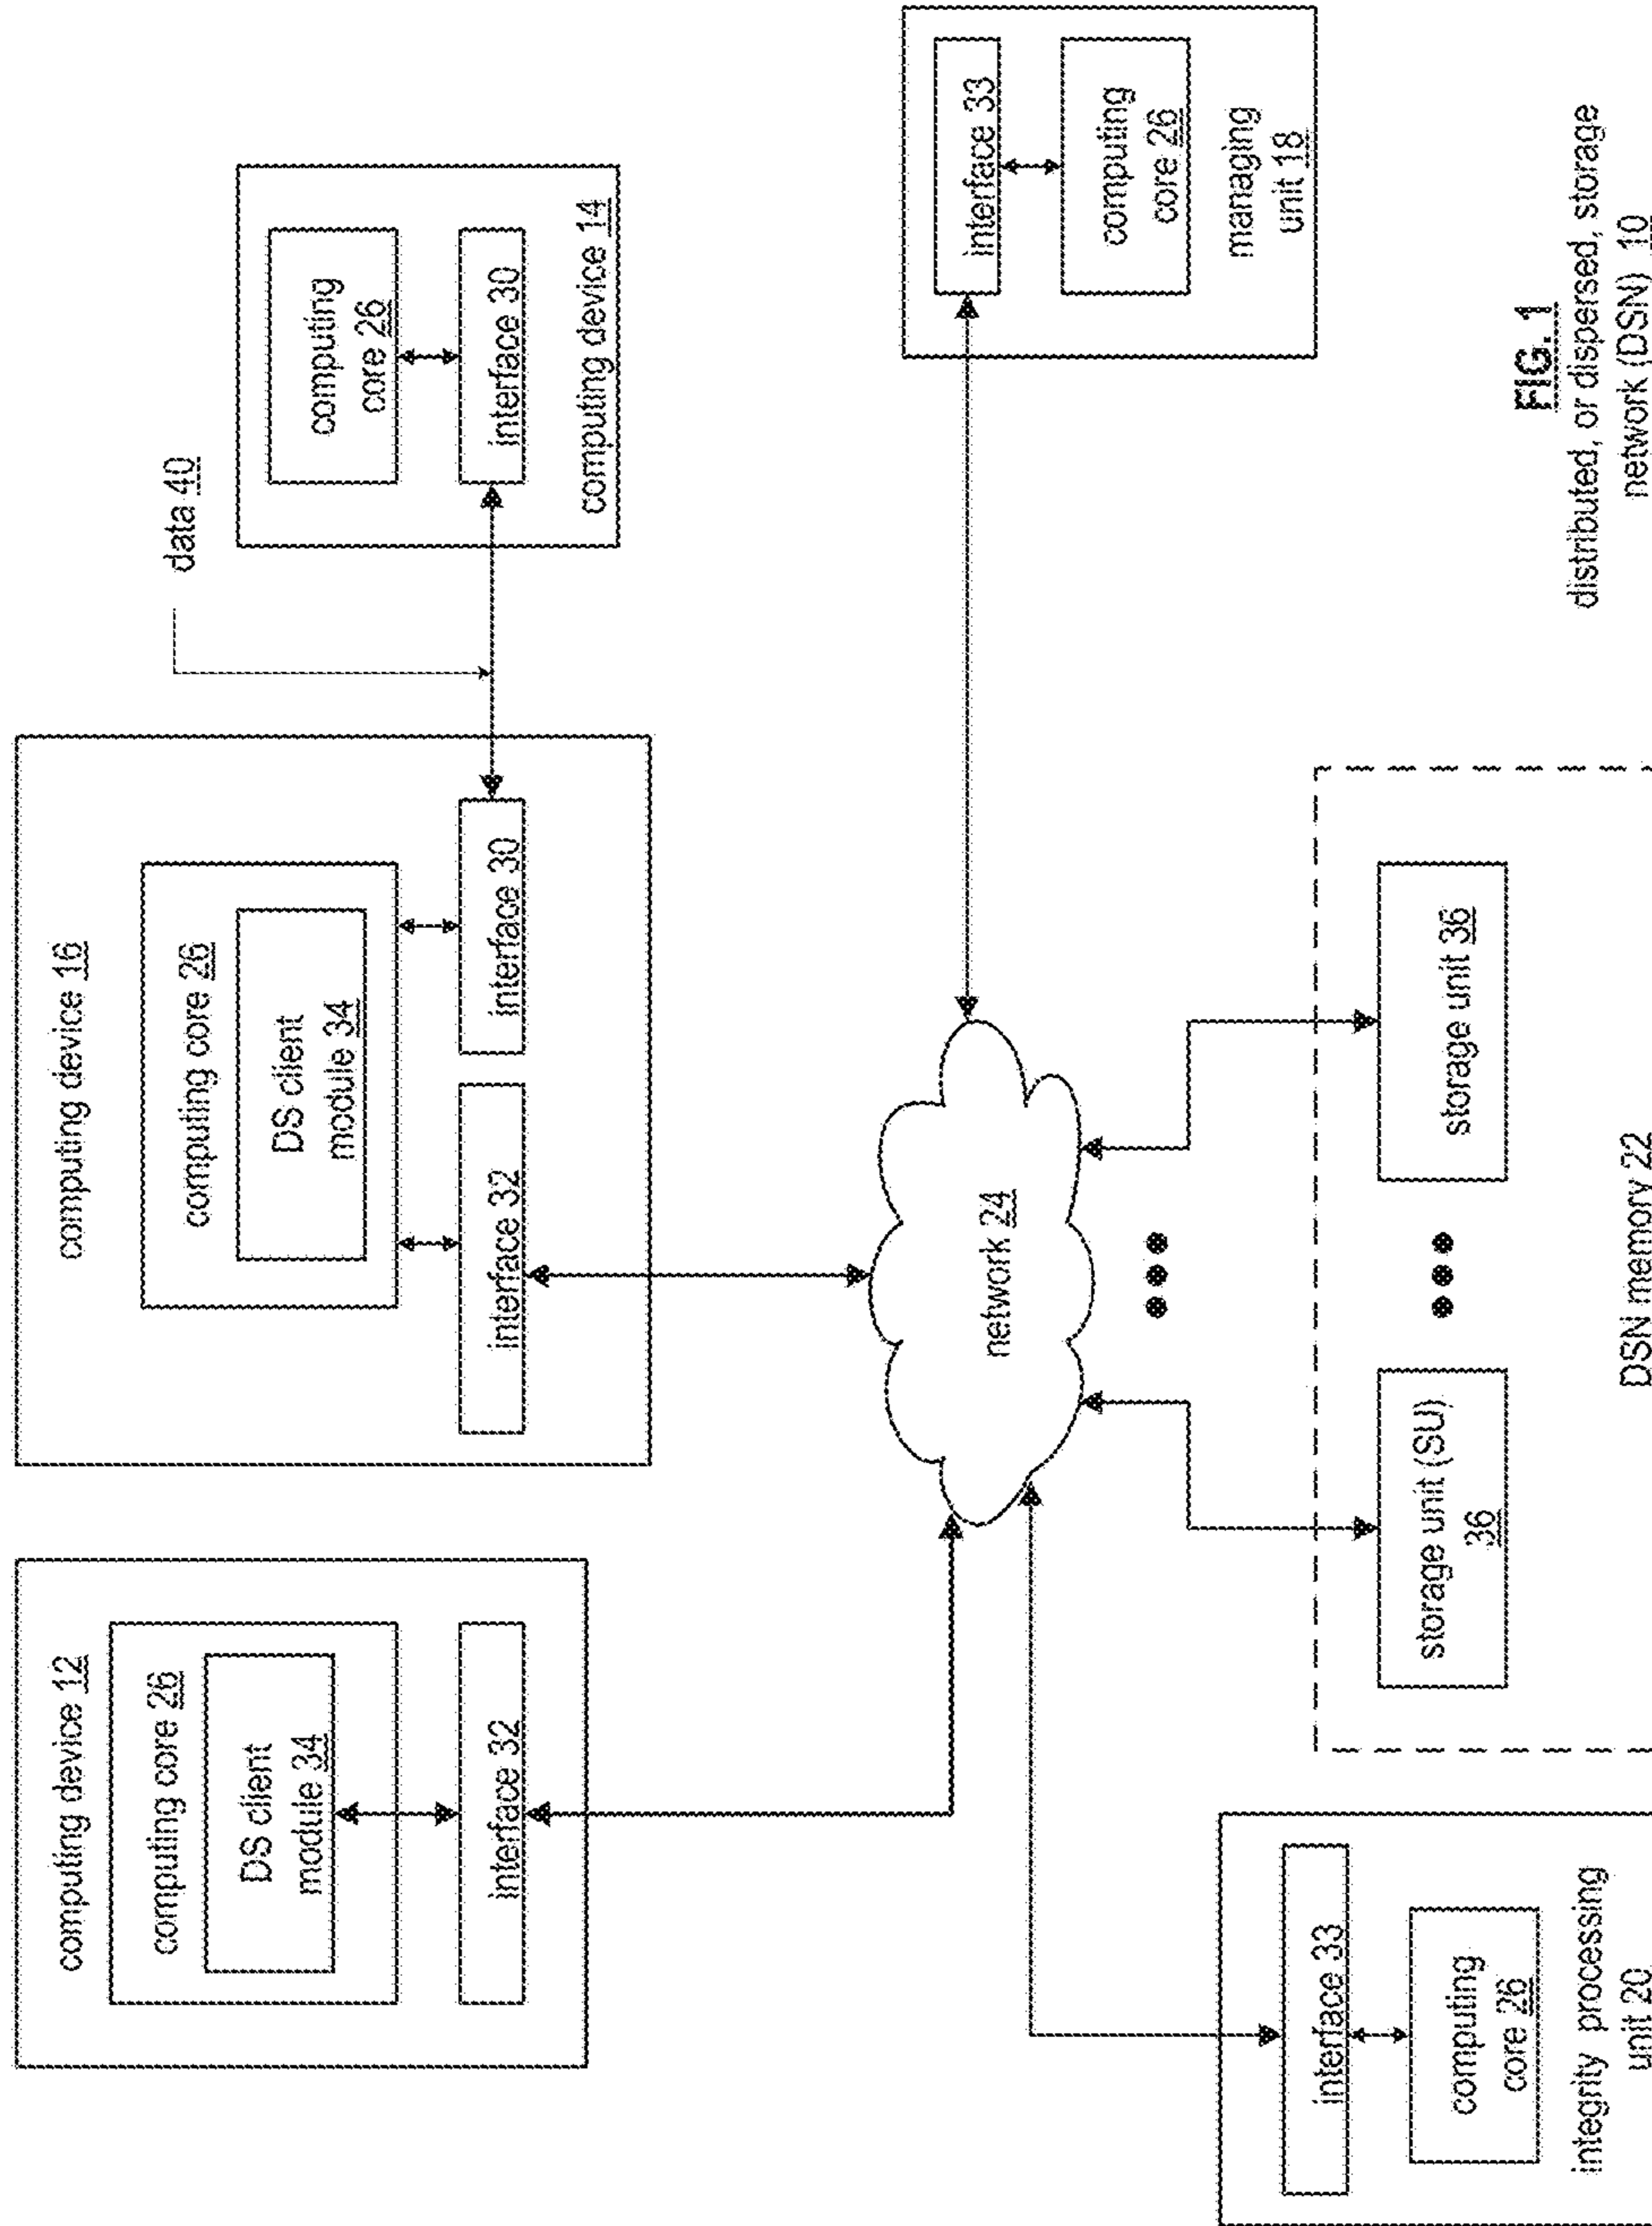 computing device 12
computing core 26
DS client
module 34
interface 32
computing device 16
computing core 26
DS client
module 34
interface 32
interface 30
data 40
computing
core 26
interface 30
computing device 14
network 24
interface 33
computing
core 26
managing
unit 18
interface 33
computing
core 26
integrity processing
unit 20
storage unit (SU)
36
storage unit 36
DSN memory 22
FIG. 1
distributed, or dispersed, storage
network (DSN) 10